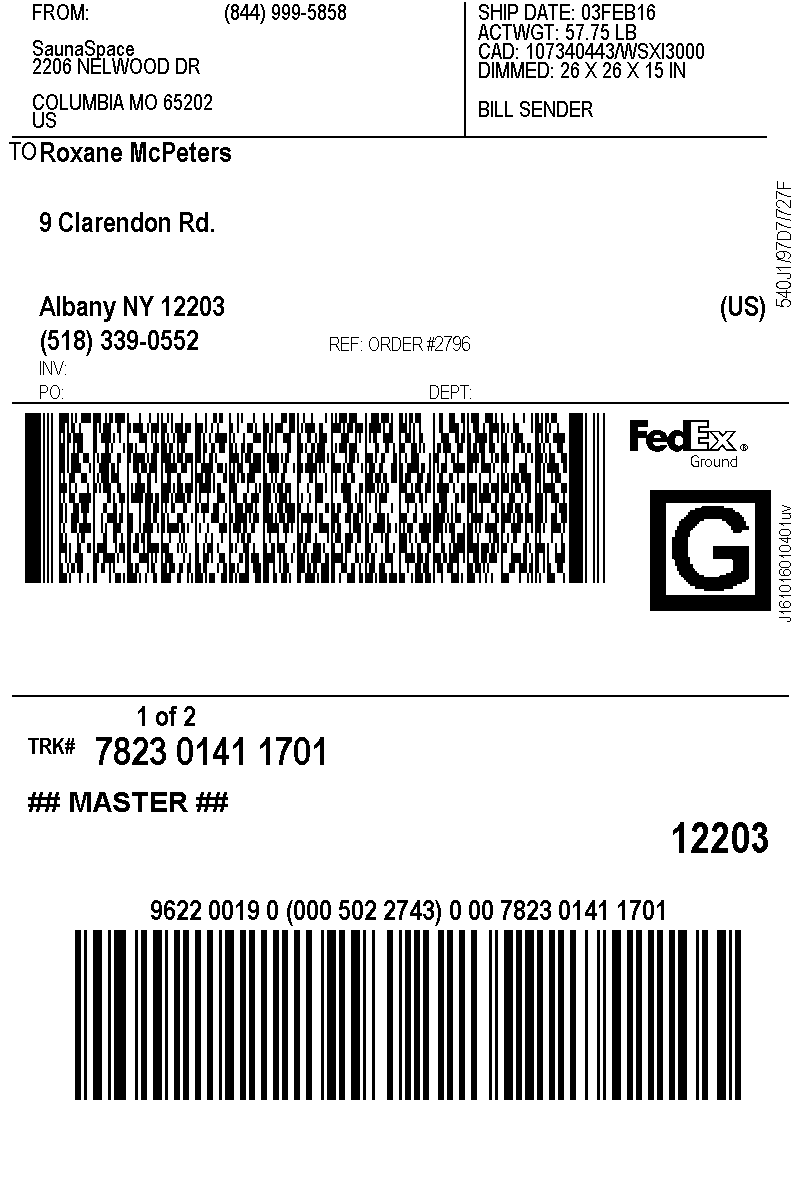 FROM: (844) 999-5858
SaunaSpace
2206 NELWOOD DR
COLUMBIA MO 65202
US
SHIP DATE: 03FEB16
ACTWGT: 57.75 LB
CAD: 107340443/WSXI3000
DIMMED: 26 X 26 X 15 IN
BILL SENDER
TO Roxane McPeters
9 Clarendon Rd.
Albany NY 12203 (US)
(518) 339-0552 REF: ORDER #2796
INV:
PO: DEPT:
540J1/97D7/727F
FedEx®
Ground
G
J161016010401uv
1 of 2
TRK# 7823 0141 1701
## MASTER ##
12203
9622 0019 0 (000 502 2743) 0 00 7823 0141 1701